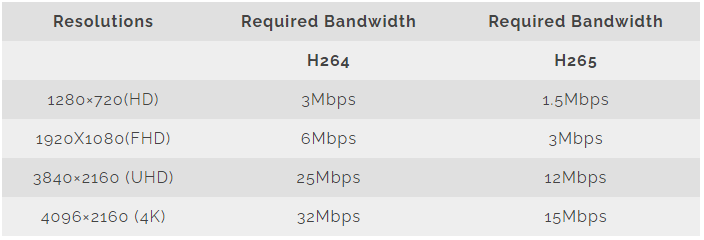 Resolutions Required Bandwidth Required Bandwidth
H264 H265
1280×720(HD) 3Mbps 1.5Mbps
1920X1080(FHD) 6Mbps 3Mbps
3840×2160 (UHD) 25Mbps 12Mbps
4096×2160 (4K) 32Mbps 15Mbps